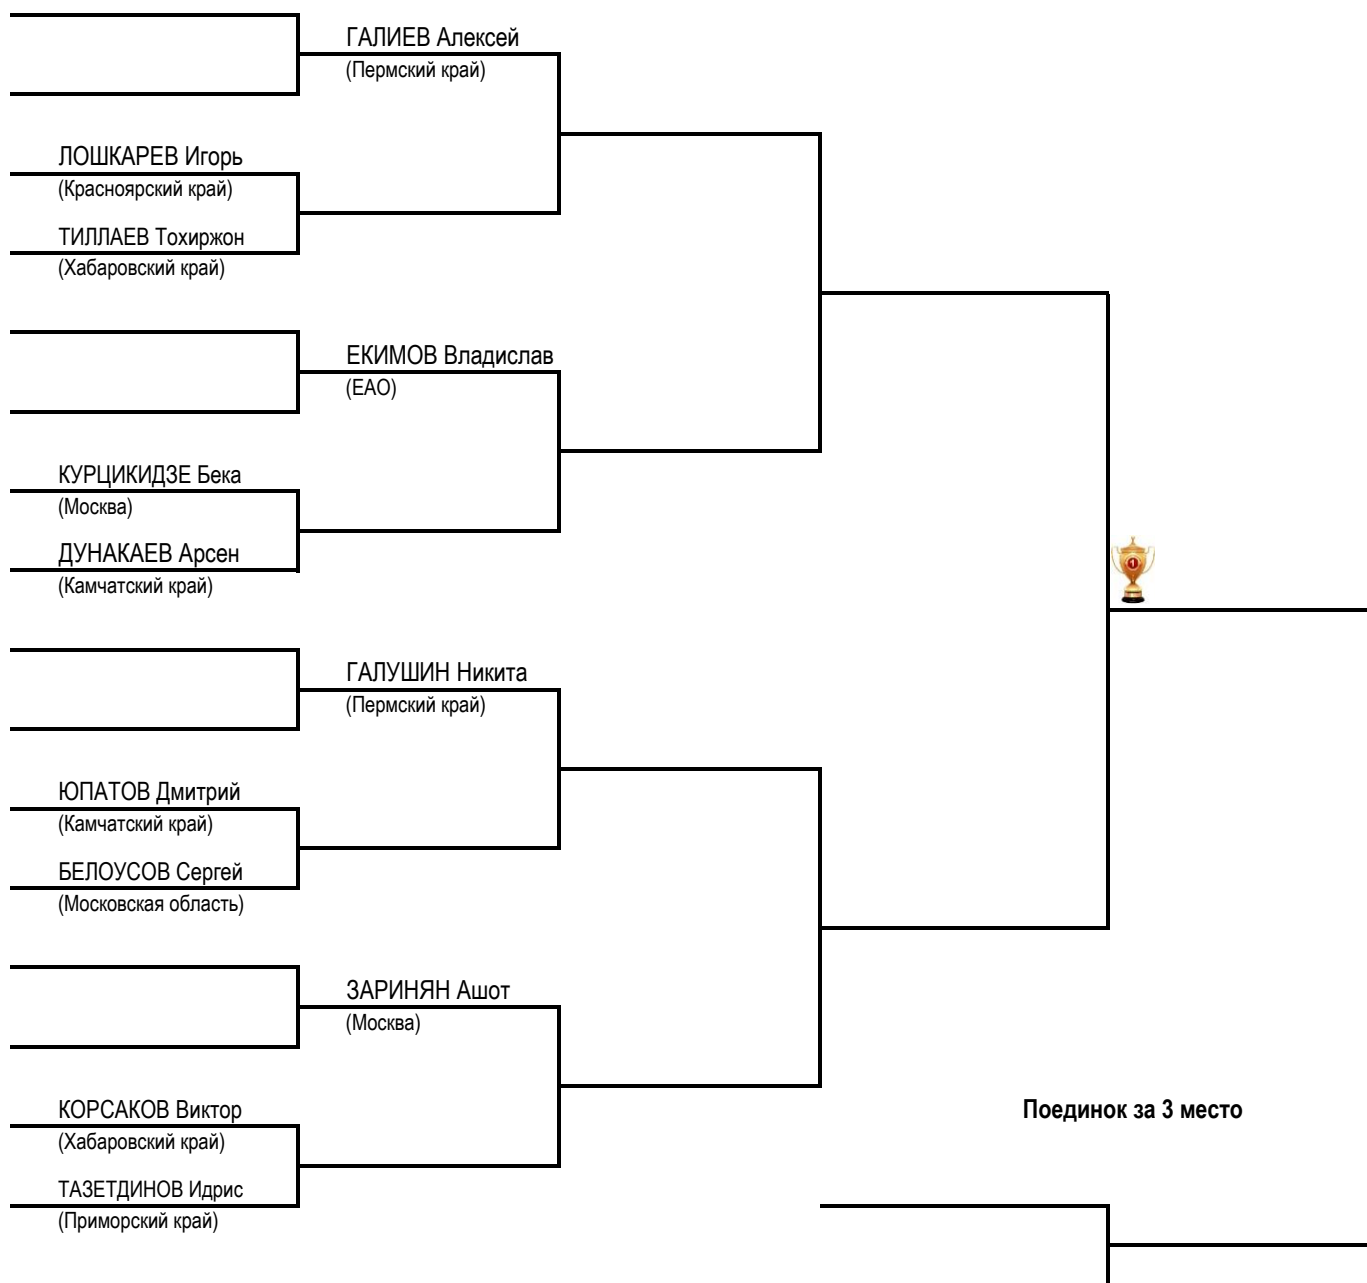 ГАЛИЕВ Алексей
(Пермский край)
ЛОШКАРЕВ Игорь
(Красноярский край)
ТИЛЛАЕВ Тохиржон
(Хабаровский край)
ЕКИМОВ Владислав
(ЕАО)
КУРЦИКИДЗЕ Бека
(Москва)
ДУНАКАЕВ Арсен
(Камчатский край)
1
ГАЛУШИН Никита
(Пермский край)
ЮПАТОВ Дмитрий
(Камчатский край)
БЕЛОУСОВ Сергей
(Московская область)
ЗАРИНЯН Ашот
(Москва)
КОРСАКОВ Виктор
(Хабаровский край)
Поединок за 3 место
ТАЗЕТДИНОВ Идрис
(Приморский край)